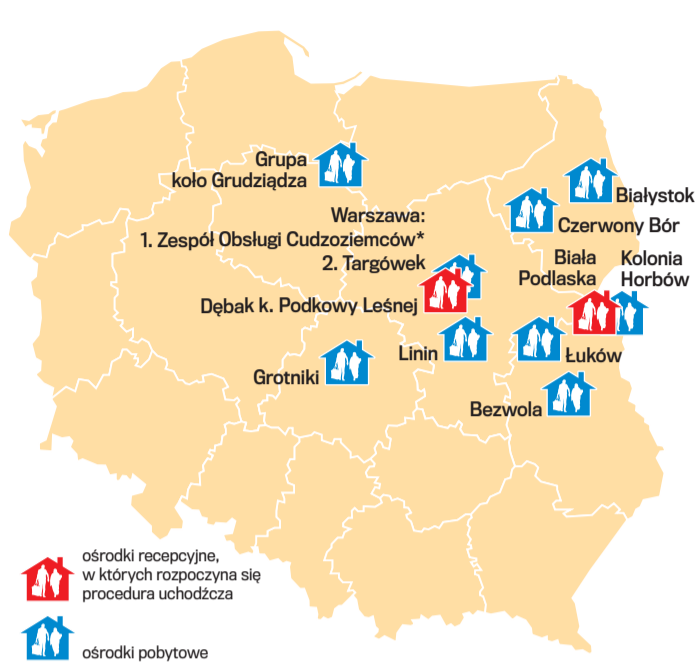 Grupa
koło Grudziądza
Białystok
Czerwony Bór
Warszawa:
1. Zespół Obsługi Cudzoziemców*
2. Targówek
Biała
Podlaska
Kolonia
Horbów
Dębak k. Podkowy Leśnej
Linin
Łuków
Grotniki
Bezwola
ośrodki recepcyjne,
w których rozpoczyna się
procedura uchodźcza
ośrodki pobytowe